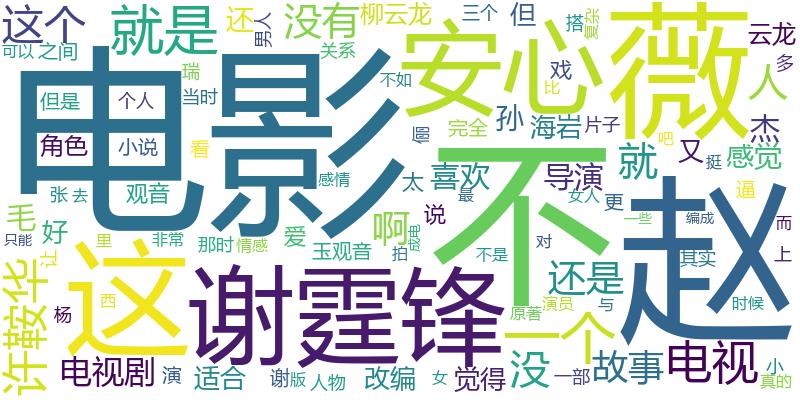 这个
就是
还
男人
没有
柳云龙
三个
但
搭
复杂
云龙
可以
之间
瑞
关系
安心
薇
戏
多
但是
个人
当时
电影
不如
比
人
角色
小说
看
俪
完全
孙
海岩
片子
杰
吧
观音
感情
太
喜欢
不
导演
就
又
挺
感觉
张
去
最
女人
逼
毛
好
那时
情感
爱
啊
说
更
一些
编成
而
只能
里
非常
玉观音
成电
拍
不是
对
赵
其实
上
让
许鞍华
这
谢霆锋
还是
杨
西
原著
演员
与
时候
一个
电视剧
演
适合
谢
版
人物
改编
女
觉得
没
一部
故事
电视
小
真的